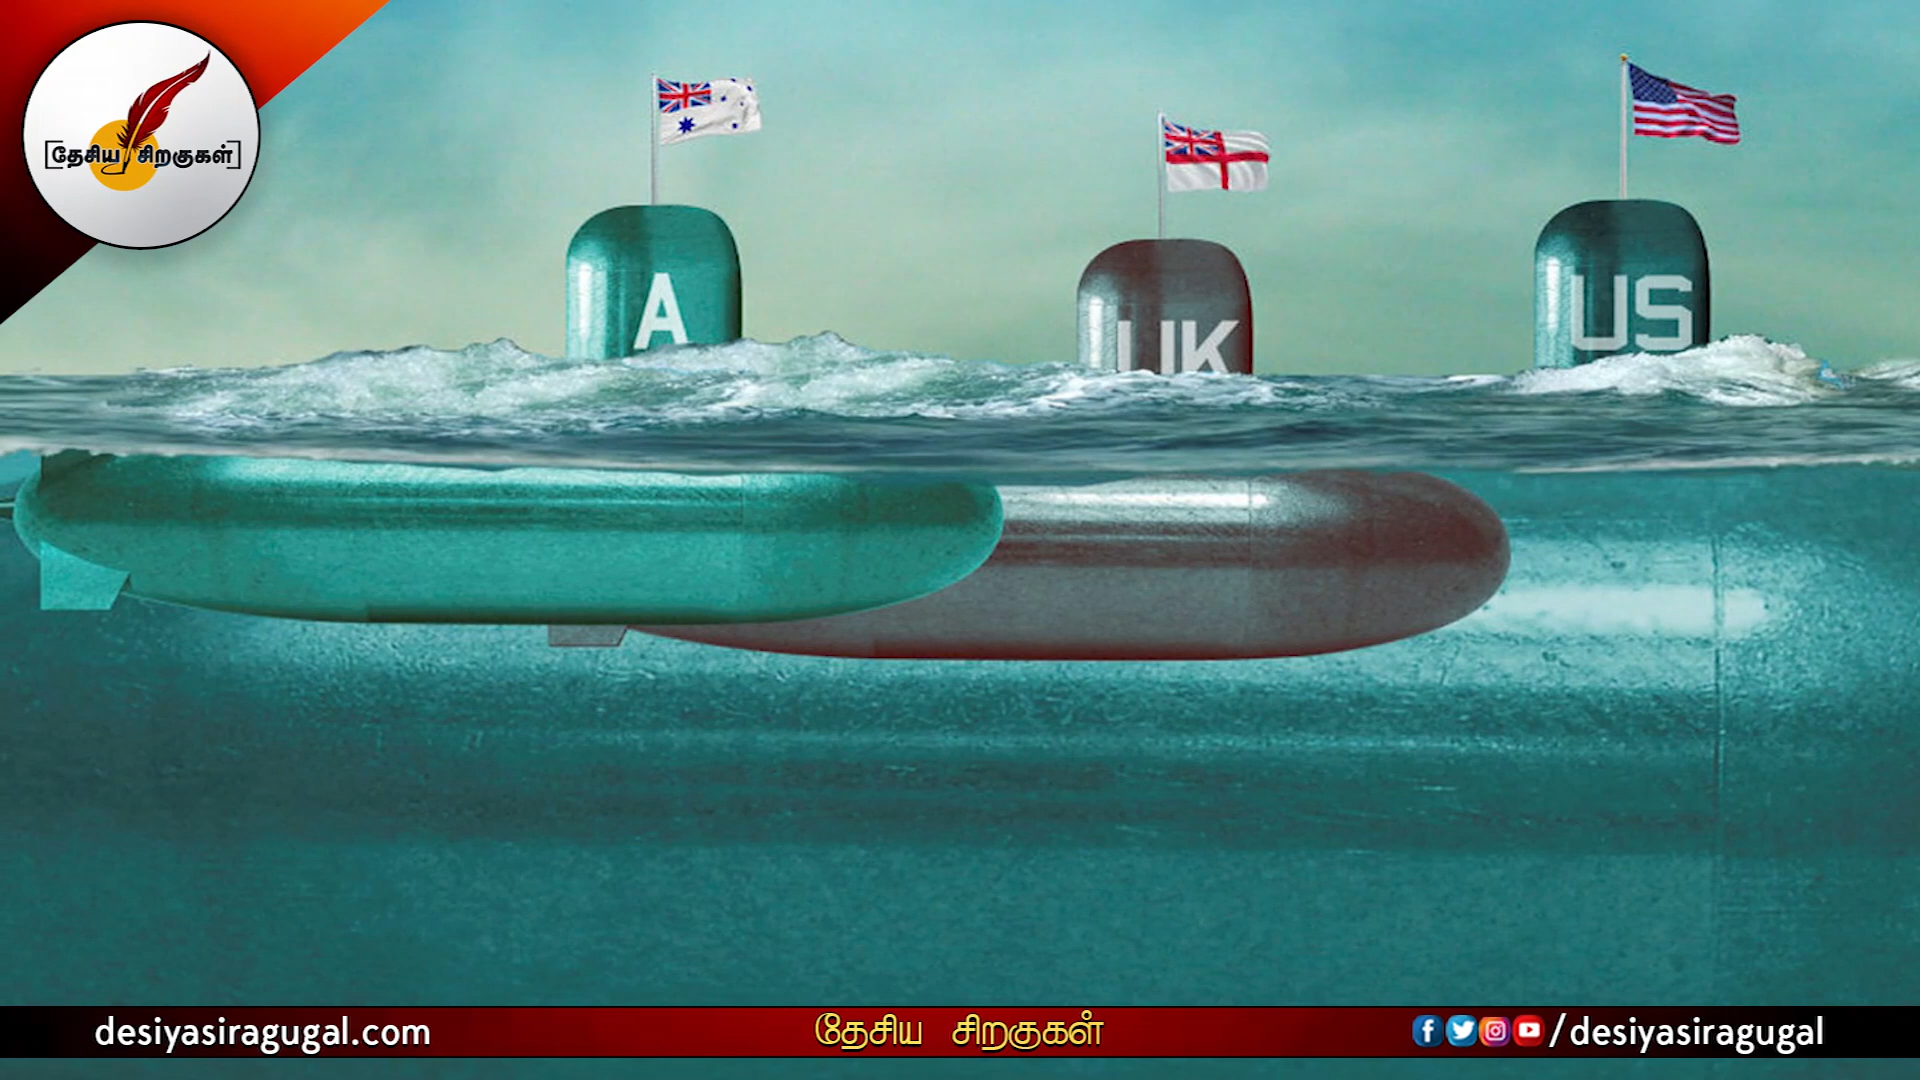 [தேசிய சிறகுகள்]
A
UK
US
desiyasiragugal.com
தேசிய சிறகுகள்
/desiyasiragugal